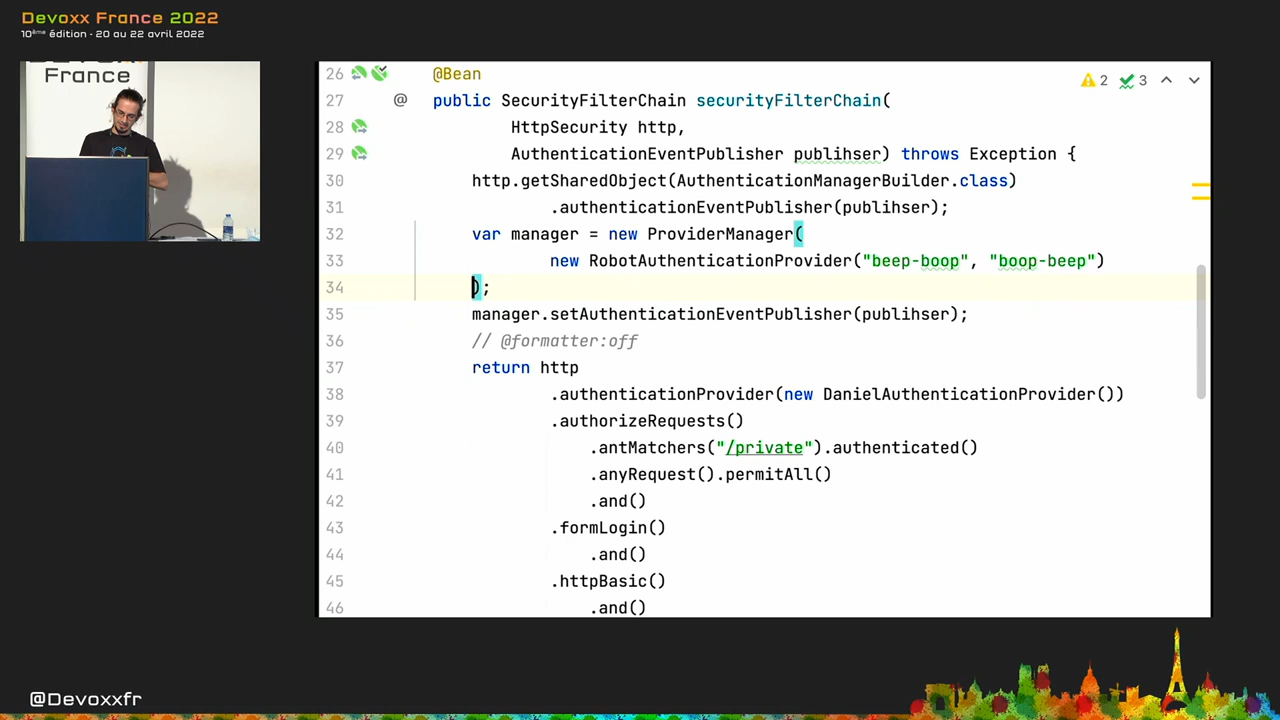 Devoxx France 2022
10ème édition - 20 au 22 avril 2022
France
26 @Bean
27 @ public SecurityFilterChain securityFilterChain(
28 HttpSecurity http,
29 AuthenticationEventPublisher publihser) throws Exception {
30 http.getSharedObject(AuthenticationManagerBuilder.class)
31 .authenticationEventPublisher(publihser);
32 var manager = new ProviderManager(
33 new RobotAuthenticationProvider("beep-boop", "boop-beep")
34 );
35 manager.setAuthenticationEventPublisher(publihser);
36 // @formatter:off
37 return http
38 .authenticationProvider(new DanielAuthenticationProvider())
39 .authorizeRequests()
40 .antMatchers("/private").authenticated()
41 .anyRequest().permitAll()
42 .and()
43 .formLogin()
44 .and()
45 .httpBasic()
46 .and()
2 3
@Devoxxfr